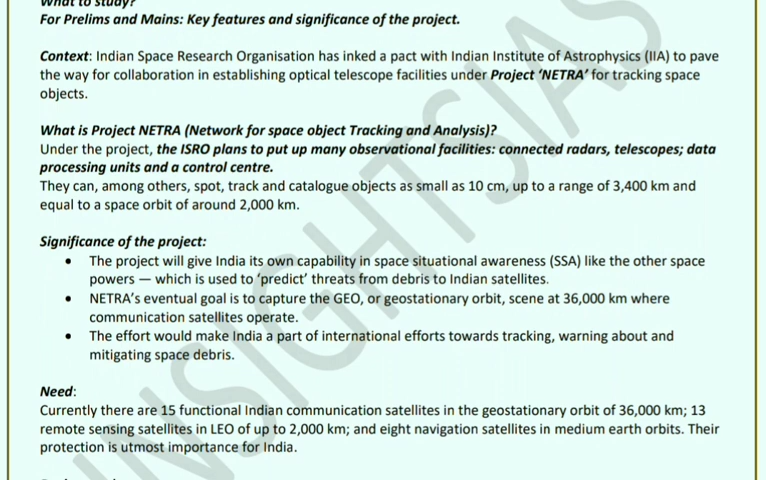 What to study?
For Prelims and Mains: Key features and significance of the project.
Context: Indian Space Research Organisation has inked a pact with Indian Institute of Astrophysics (IIA) to pave
the way for collaboration in establishing optical telescope facilities under Project ‘NETRA’ for tracking space
objects.
What is Project NETRA (Network for space object Tracking and Analysis)?
Under the project, the ISRO plans to put up many observational facilities: connected radars, telescopes; data
processing units and a control centre.
They can, among others, spot, track and catalogue objects as small as 10 cm, up to a range of 3,400 km and
equal to a space orbit of around 2,000 km.
Significance of the project:
• The project will give India its own capability in space situational awareness (SSA) like the other space
powers — which is used to ‘predict’ threats from debris to Indian satellites.
• NETRA’s eventual goal is to capture the GEO, or geostationary orbit, scene at 36,000 km where
communication satellites operate.
• The effort would make India a part of international efforts towards tracking, warning about and
mitigating space debris.
Need:
Currently there are 15 functional Indian communication satellites in the geostationary orbit of 36,000 km; 13
remote sensing satellites in LEO of up to 2,000 km; and eight navigation satellites in medium earth orbits. Their
protection is utmost importance for India.
INSIGHTSIAS